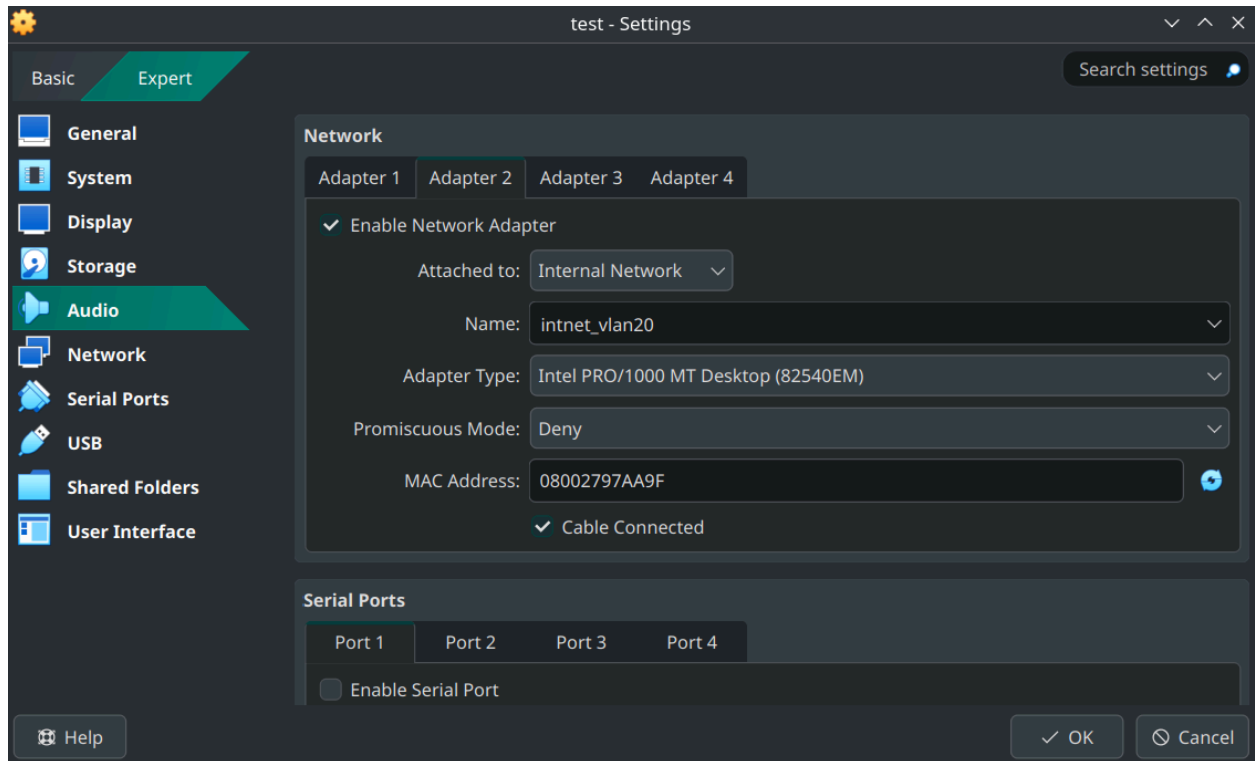 test - Settings
Basic
Expert
Search settings
General
System
Display
Storage
Audio
Network
Serial Ports
USB
Shared Folders
User Interface
Network
Adapter 1
Adapter 2
Adapter 3
Adapter 4
Enable Network Adapter
Attached to: Internal Network
Name: intnet_vlan20
Adapter Type: Intel PRO/1000 MT Desktop (82540EM)
Promiscuous Mode: Deny
MAC Address: 08002797AA9F
Cable Connected
Serial Ports
Port 1
Port 2
Port 3
Port 4
Enable Serial Port
Help
OK
Cancel